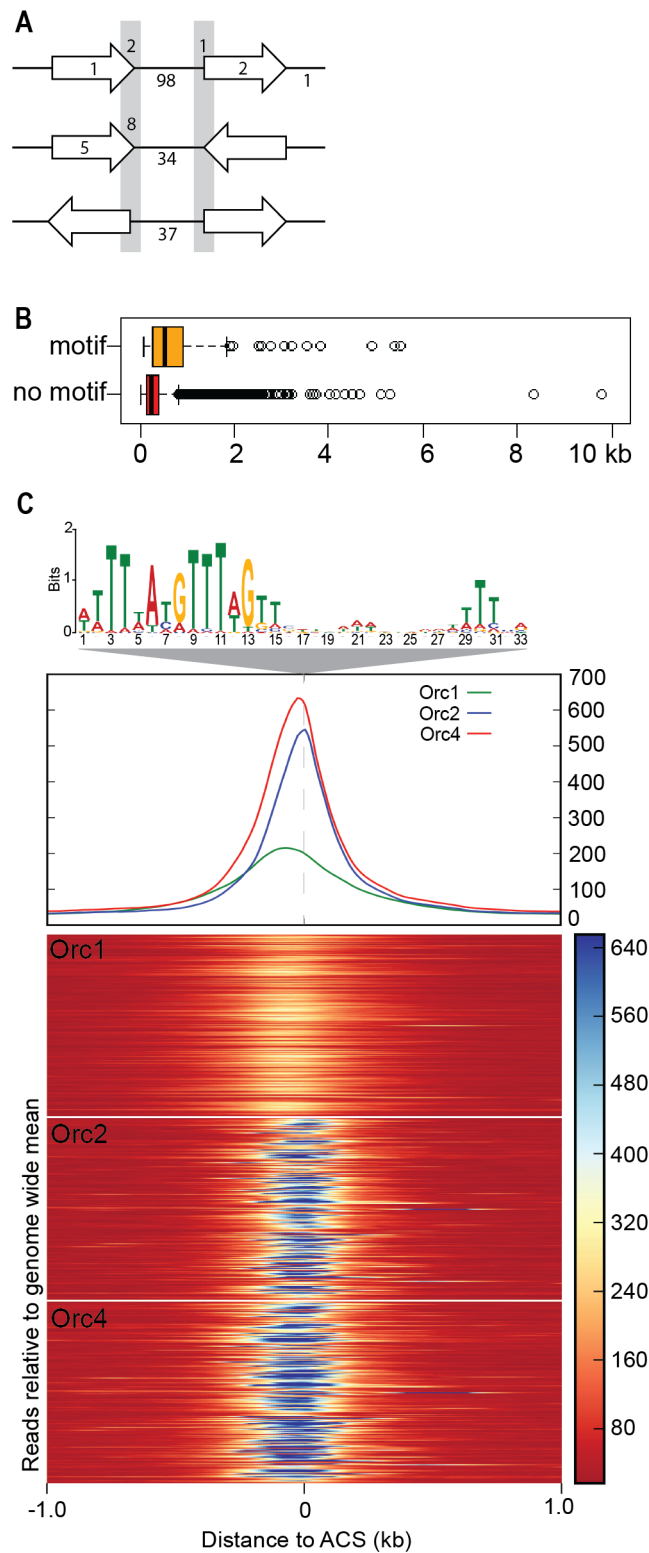 A
2 1
1 2
98 1
8
5
34
37
B
motif
no motif
0 2 4 6 8 10 kb
C
2
1
0
Bits
1 3 5 7 9 11 13 15 17 19 21 23 25 27 29 31 33
700
600
500
400
300
200
100
0
Orc1
Orc2
Orc4
Orc1
Orc2
Orc4
640
560
480
400
320
240
160
80
Reads relative to genome wide mean
-1.0 0 1.0
Distance to ACS (kb)